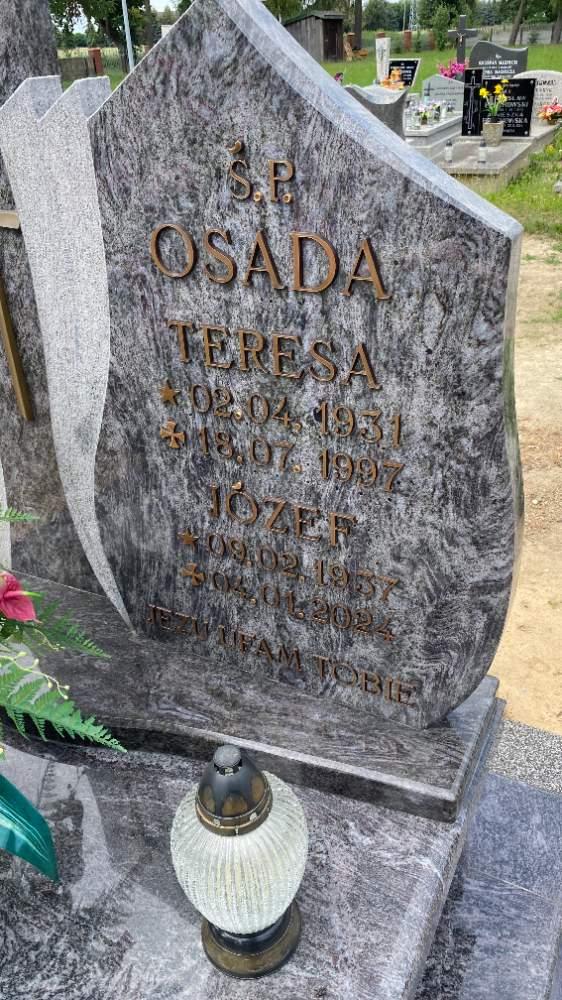 Ś.P.
OSADA
TERESA
02.04.1931
18.07.1997
JÓZEF
09.02.1937
04.01.2024
JEZU UFAM TOBIE